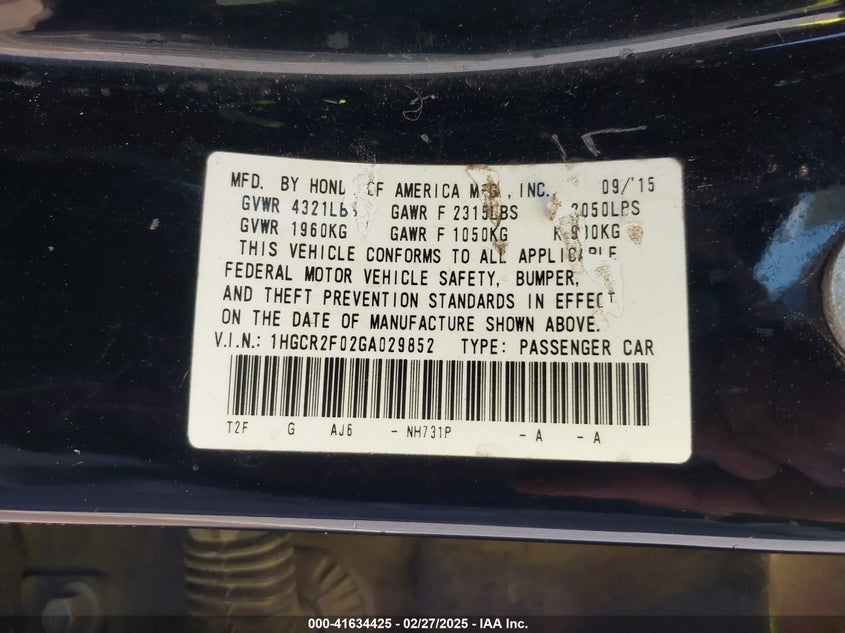 MFD. BY HONDA OF AMERICA MFG., INC. 09/'15
GVWR 4321LBS GAWR F 2315LBS 2050LBS
GVWR 1960KG GAWR F 1050KG
THIS VEHICLE CONFORMS TO ALL APPLICABLE
FEDERAL MOTOR VEHICLE SAFETY, BUMPER,
AND THEFT PREVENTION STANDARDS IN EFFECT
ON THE DATE OF MANUFACTURE SHOWN ABOVE.
V.I.N.: 1HGCR2F02GA029852 TYPE: PASSENGER CAR
T2F G AJ6 - NH731P - A - A
000-41634425 - 02/27/2025 - IAA Inc.